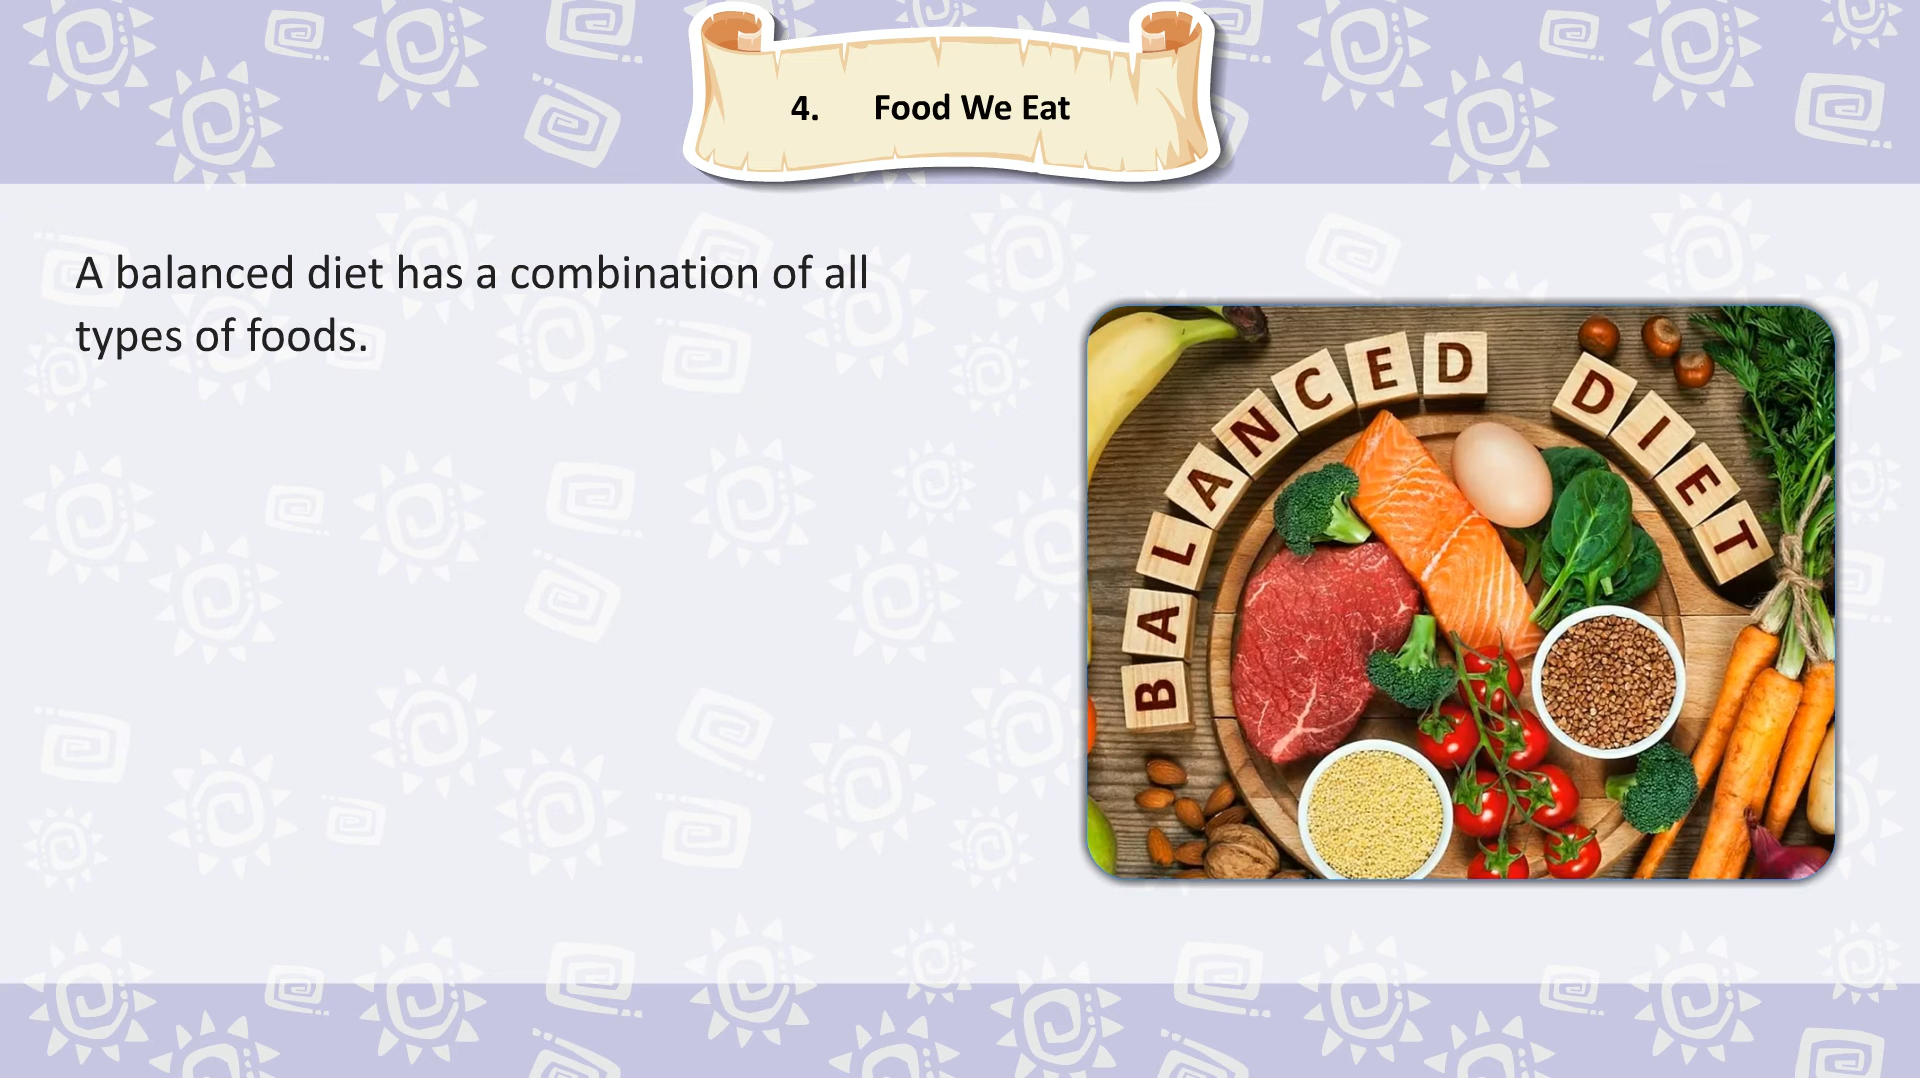 4. Food We Eat
A balanced diet has a combination of all
types of foods.
BALANCED DIET